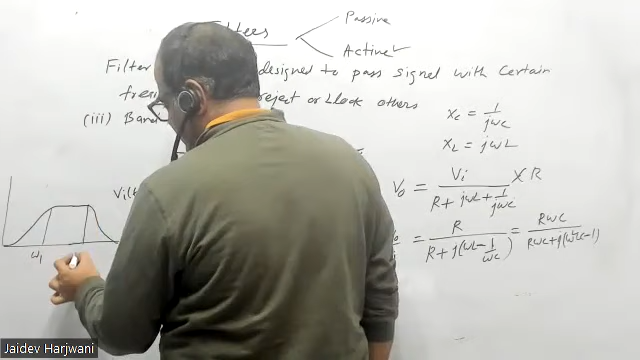 Passive
Active
Filter designed to pass signal with certain
reject or block others
(iii) Ban
Xc = 1/jωC
XL = jωL
Vo = Vi / (R + jωL + 1/jωC) × R
= R / (R + j(ωL - 1/ωC)) = RωC / (RωC + j(ω²LC - 1))
ω1
Jaidev Harjwani